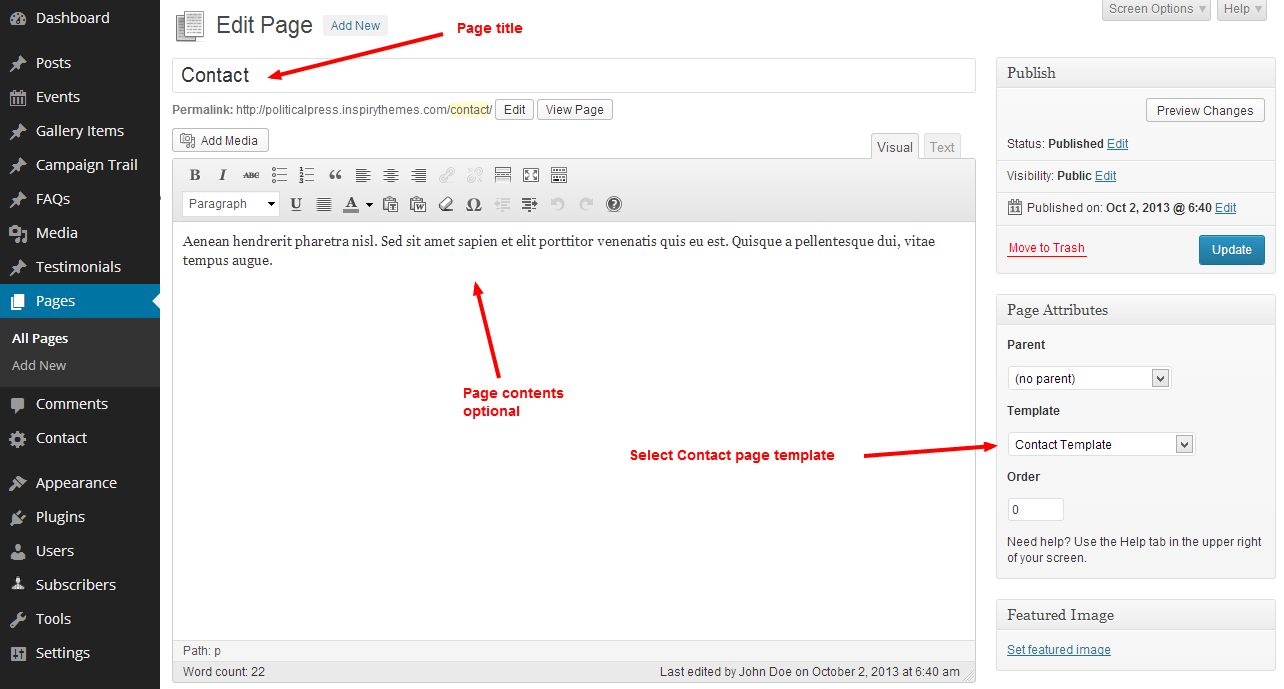 Dashboard
Posts
Events
Gallery Items
Campaign Trail
FAQs
Media
Testimonials
Pages
All Pages
Add New
Comments
Contact
Appearance
Plugins
Users
Subscribers
Tools
Settings
Screen Options Help
Edit Page Add New
Page title
Contact
Permalink: http://politicalpress.inspirythemes.com/contact/ Edit View Page
Add Media
Visual Text
B I ABC
Paragraph U A T W Ω ?
Aenean hendrerit pharetra nisl. Sed sit amet sapien et elit porttitor venenatis quis eu est. Quisque a pellentesque dui, vitae
tempus augue.
Page contents
optional
Select Contact page template
Path: p
Word count: 22 Last edited by John Doe on October 2, 2013 at 6:40 am
Publish
Preview Changes
Status: Published Edit
Visibility: Public Edit
11 Published on: Oct 2, 2013 @ 6:40 Edit
Move to Trash Update
Page Attributes
Parent
(no parent)
Template
Contact Template
Order
0
Need help? Use the Help tab in the upper right
of your screen.
Featured Image
Set featured image